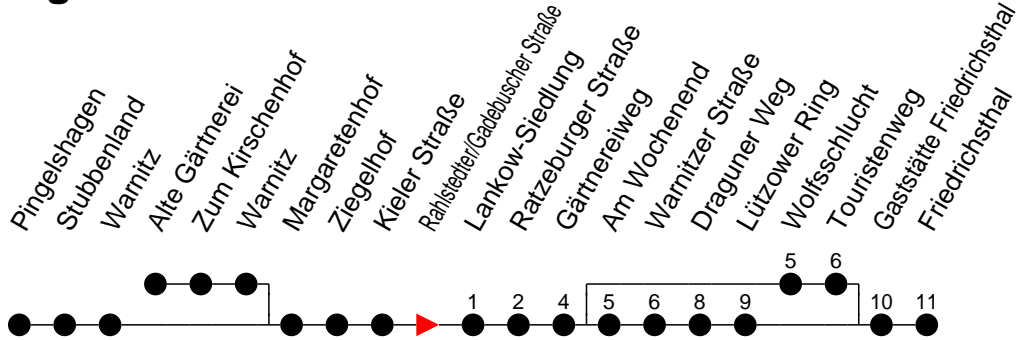 Pingelshagen
Stubbenland
Warnitz
Alte Gärtnerei
Zum Kirschenhof
Warnitz
Margaretenhof
Ziegelhof
Kieler Straße
Rahlstedter/Gadebuscher Straße
Lankow-Siedlung
Ratzeburger Straße
Gärtnereiweg
Am Wochenend
Warnitzer Straße
Draguner Weg
Lützower Ring
Wolfsschlucht
Touristenweg
Gaststätte Friedrichsthal
Friedrichsthal
5 6
1 2 4 5 6 8 9 10 11